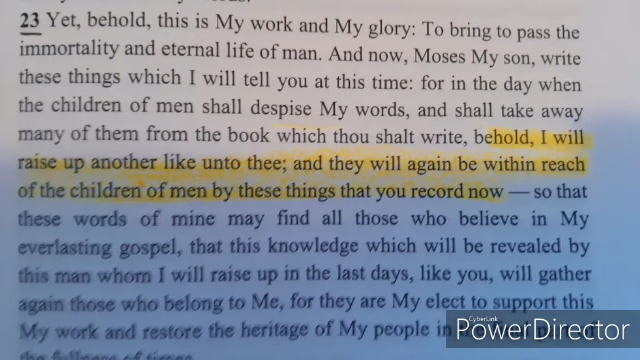 23 Yet, behold, this is My work and My glory: To bring to pass the
immortality and eternal life of man. And now, Moses My son, write
these things which I will tell you at this time: for in the day when
the children of men shall despise My words, and shall take away
many of them from the book which thou shalt write, behold, I will
raise up another like unto thee; and they will again be within reach
of the children of men by these things that you record now — so that
these words of mine may find all those who believe in My
everlasting gospel, that this knowledge which will be revealed by
this man whom I will raise up in the last days, like you, will gather
again those who belong to Me, for they are My elect to support this
My work and restore the heritage of My people in
CyberLink
PowerDirector